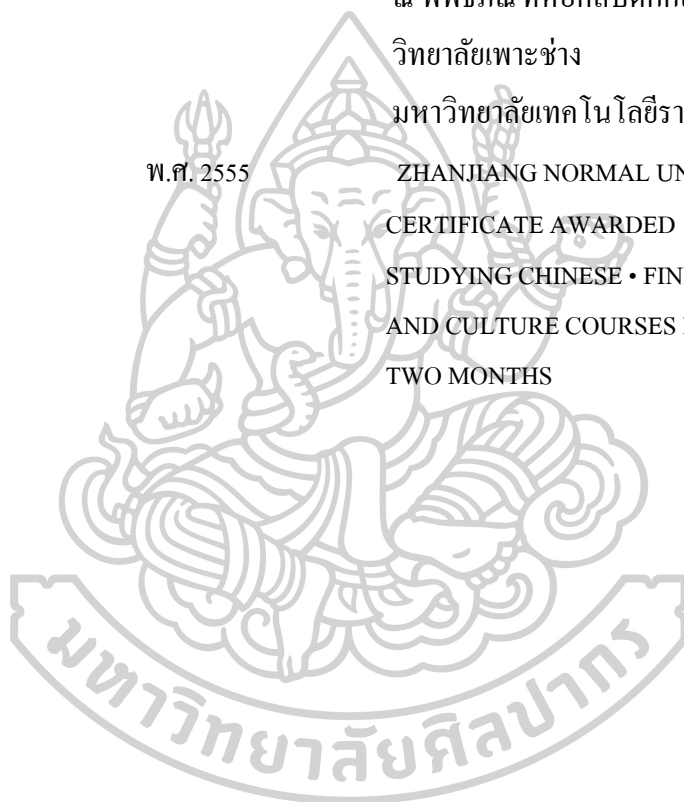 วิทยาลัยเพาะช่าง
มหาวิทยาลัยเทคโนโลยีรา
พ.ศ. 2555 ZHANJIANG NORMAL UN
CERTIFICATE AWARDED
STUDYING CHINESE • FIN
AND CULTURE COURSES
TWO MONTHS
มหาวิทยาลัยศิลปากร